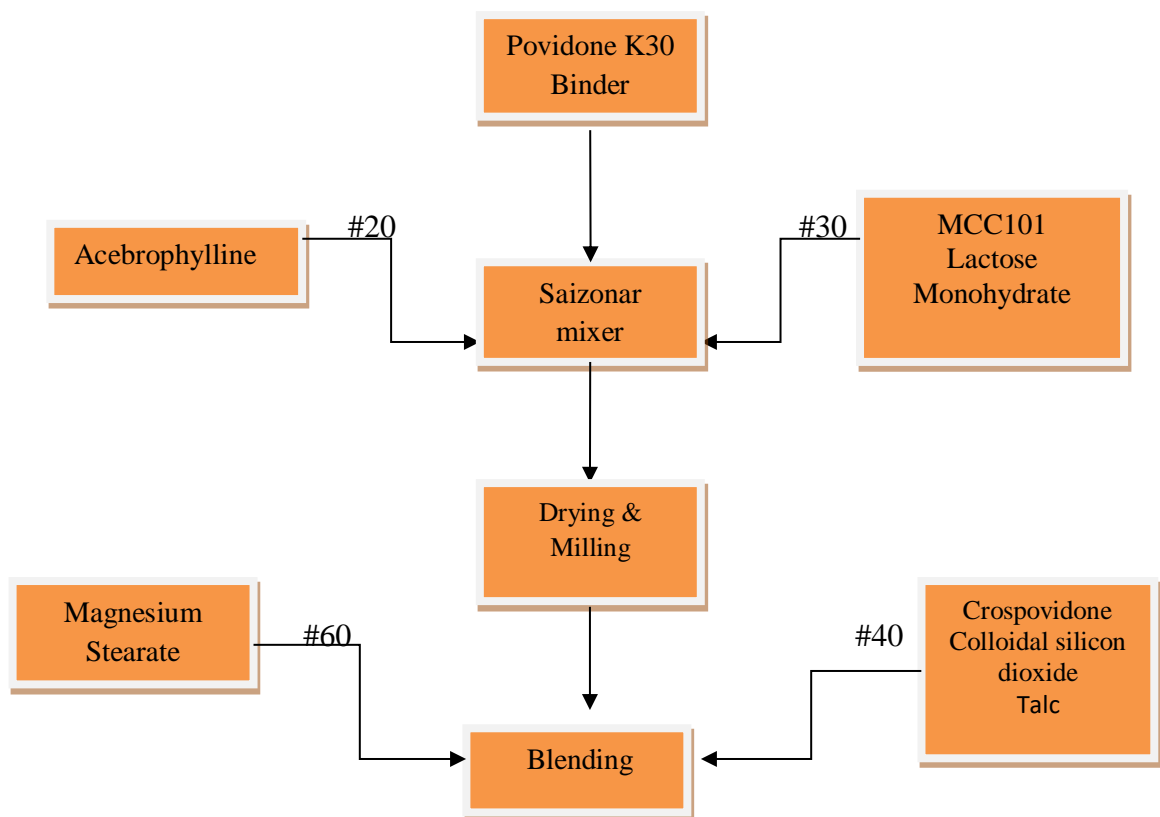 Povidone K30
Binder
#20
#30
Acebrophylline
MCC101
Lactose
Monohydrate
Saizonar
mixer
Drying &
Milling
Magnesium
Stearate
#60
#40
Crospovidone
Colloidal silicon
dioxide
Talc
Blending